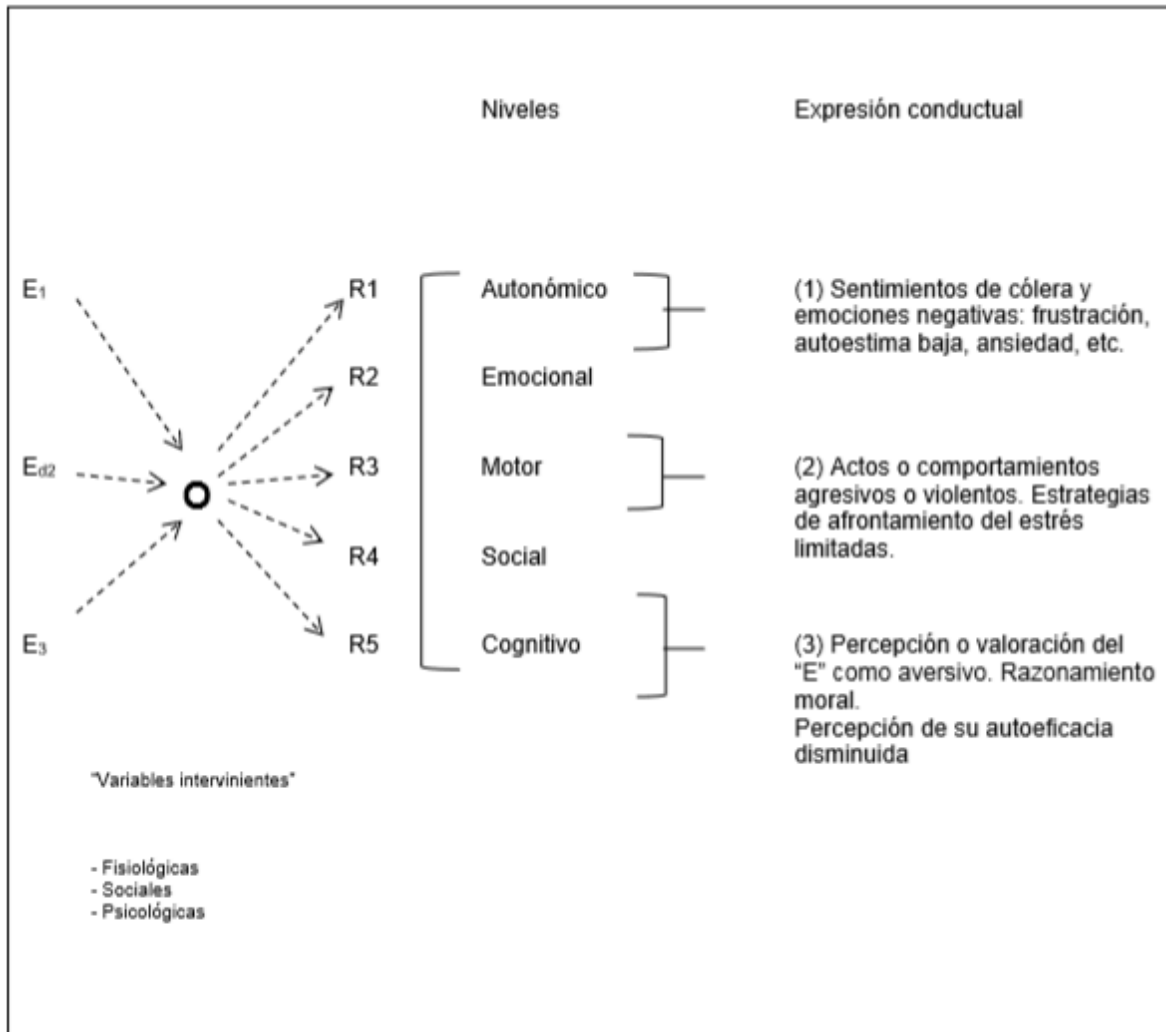 Niveles Expresión conductual
E1 R1 Autonómico (1) Sentimientos de cólera y
emociones negativas: frustración,
autoestima baja, ansiedad, etc.
R2 Emocional
Ed2 O R3 Motor (2) Actos o comportamientos
agresivos o violentos. Estrategias
de afrontamiento del estrés
limitadas.
R4 Social
E3 R5 Cognitivo (3) Percepción o valoración del
"E" como aversivo. Razonamiento
moral.
Percepción de su autoeficacia
disminuida
"Variables intervinientes"
- Fisiológicas
- Sociales
- Psicológicas